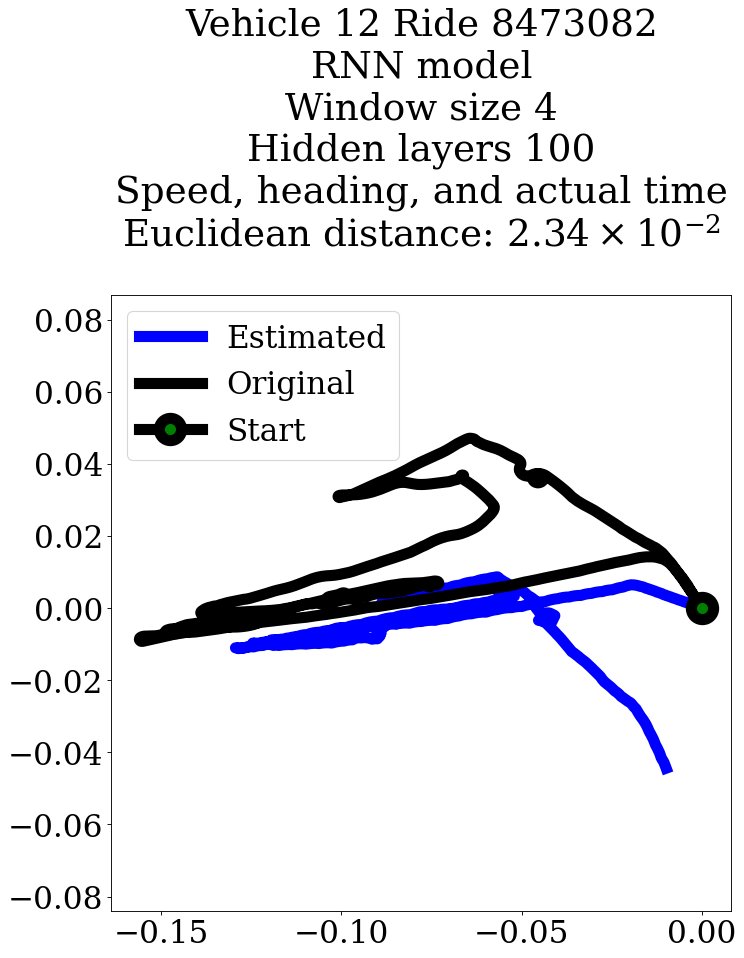 Vehicle 12 Ride 8473082
RNN model
Window size 4
Hidden layers 100
Speed, heading, and actual time
Euclidean distance: 2.34 × 10⁻²
Estimated
Original
Start
0.08
0.06
0.04
0.02
0.00
−0.02
−0.04
−0.06
−0.08
−0.15
−0.10
−0.05
0.00